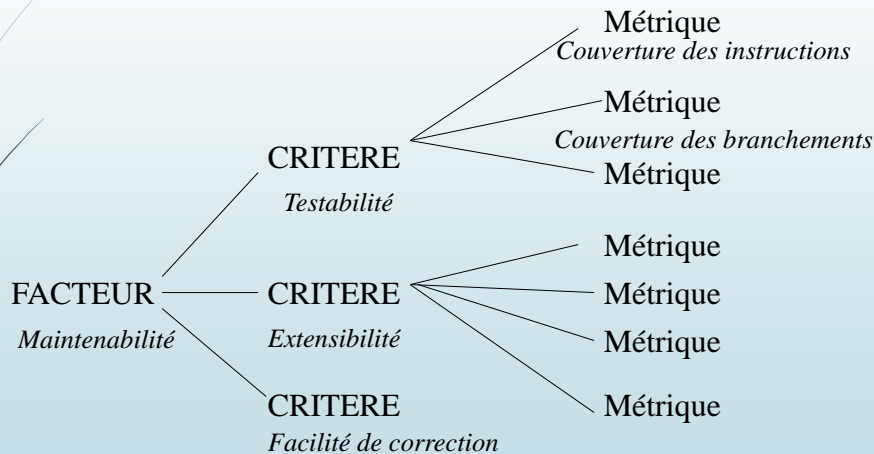 Métrique
Couverture des instructions
Métrique
Couverture des branchements
CRITERE
Métrique
Testabilité
Métrique
FACTEUR
CRITERE
Métrique
Maintenabilité
Extensibilité
Métrique
CRITERE
Métrique
Facilité de correction